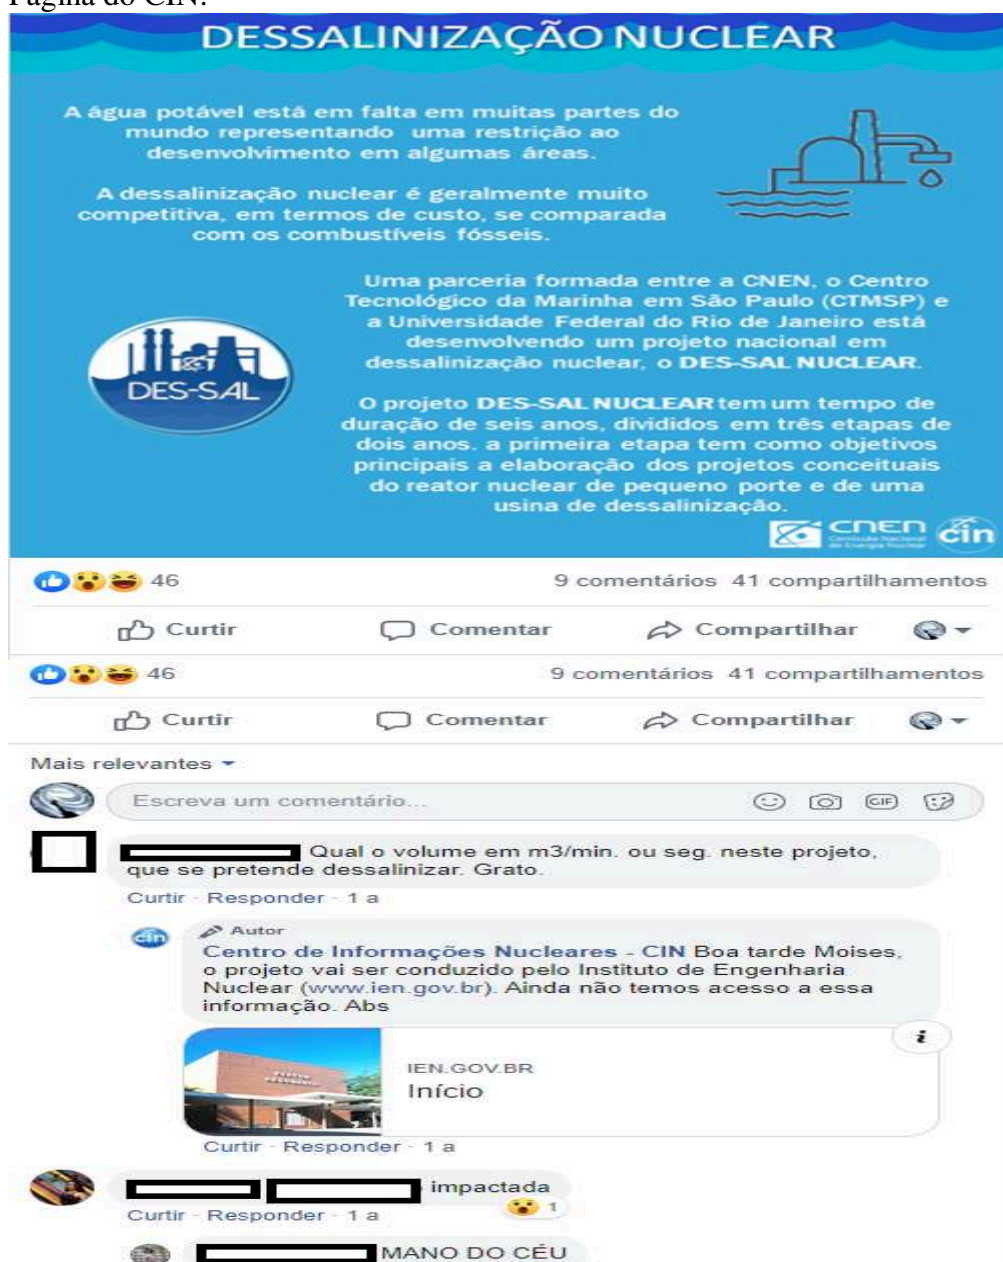 Página do CIN:
DESSALINIZAÇÃO NUCLEAR
A água potável está em falta em muitas partes do
mundo representando uma restrição ao
desenvolvimento em algumas áreas.
A dessalinização nuclear é geralmente muito
competitiva, em termos de custo, se comparada
com os combustíveis fósseis.
Uma parceria formada entre a CNEN, o Centro
Tecnológico da Marinha em São Paulo (CTMSP) e
a Universidade Federal do Rio de Janeiro está
desenvolvendo um projeto nacional em
dessalinização nuclear, o DES-SAL NUCLEAR.
DES-SAL
O projeto DES-SAL NUCLEAR tem um tempo de
duração de seis anos, divididos em três etapas de
dois anos. a primeira etapa tem como objetivos
principais a elaboração dos projetos conceituais
do reator nuclear de pequeno porte e de uma
usina de dessalinização.
CNEN
Comissão Nacional
de Energia Nuclear
cin
46 9 comentários 41 compartilhamentos
Curtir Comentar Compartilhar
46 9 comentários 41 compartilhamentos
Curtir Comentar Compartilhar
Mais relevantes
Escreva um comentário... GIF
Qual o volume em m3/min. ou seg. neste projeto,
que se pretende dessalinizar. Grato.
Curtir · Responder · 1 a
cin
Autor
Centro de Informações Nucleares - CIN Boa tarde Moises,
o projeto vai ser conduzido pelo Instituto de Engenharia
Nuclear (www.ien.gov.br). Ainda não temos acesso a essa
informação. Abs
i
IEN.GOV.BR
Início
Curtir · Responder · 1 a
impactada
1
Curtir · Responder · 1 a
MANO DO CÉU